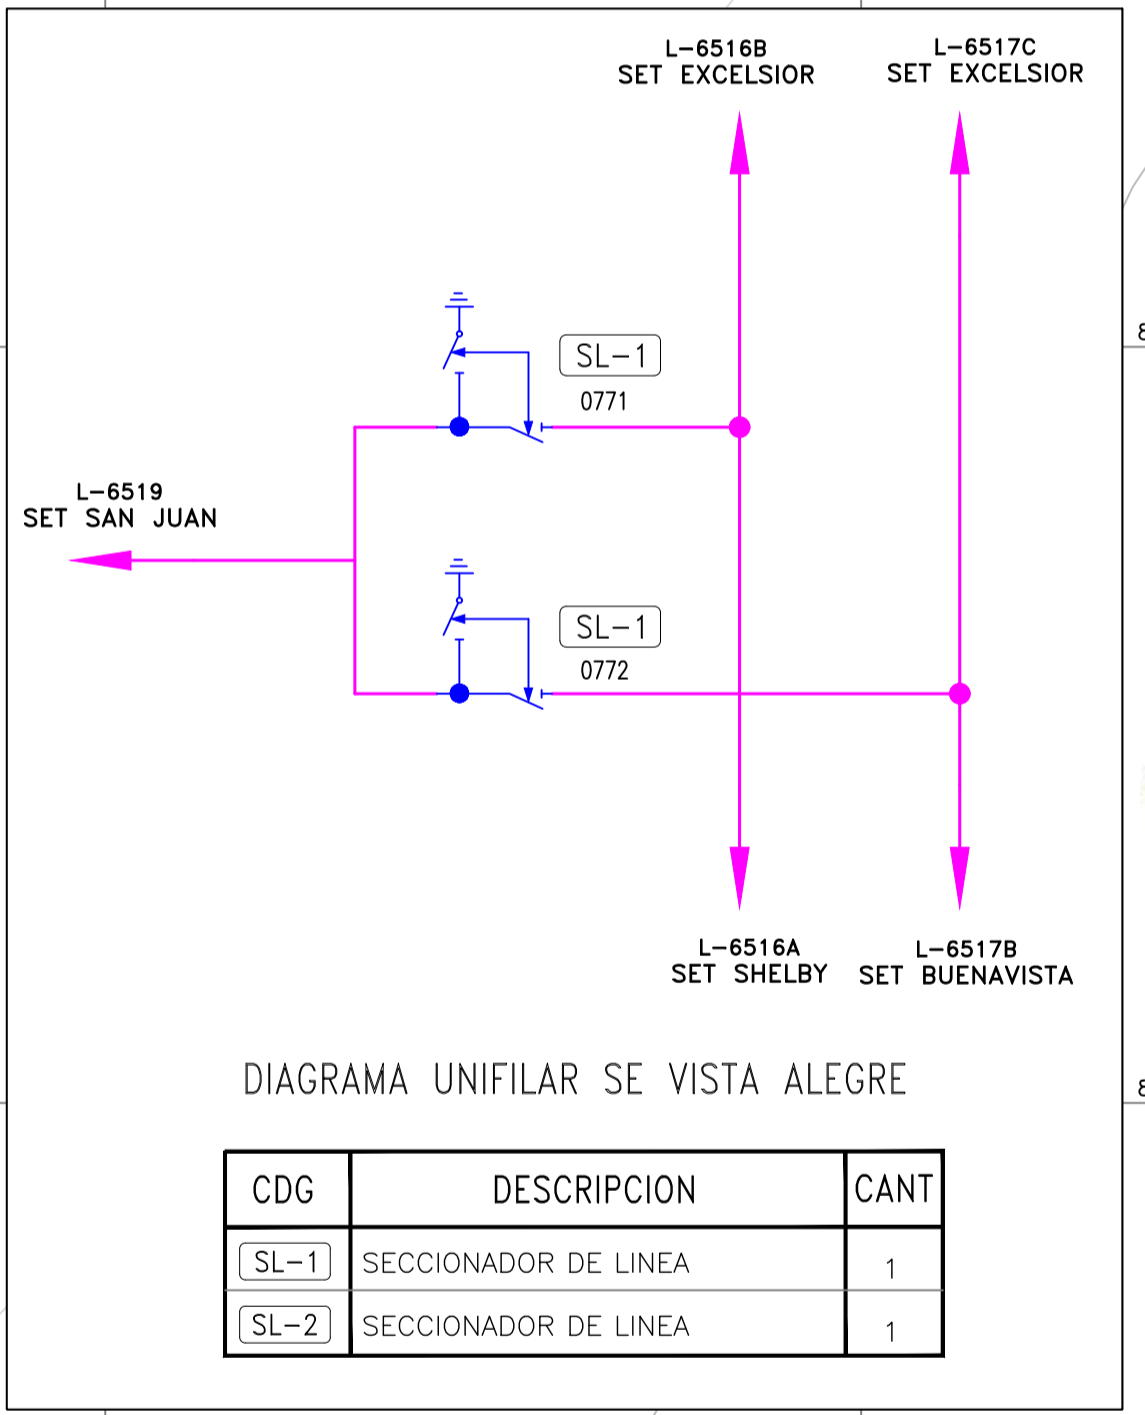 L-6516B
SET EXCELSIOR
L-6517C
SET EXCELSIOR
SL-1
0771
L-6519
SET SAN JUAN
SL-1
0772
L-6516A
SET SHELBY
L-6517B
SET BUENAVISTA
DIAGRAMA UNIFILAR SE VISTA ALEGRE
CDG DESCRIPCION CANT
SL-1 SECCIONADOR DE LINEA 1
SL-2 SECCIONADOR DE LINEA 1